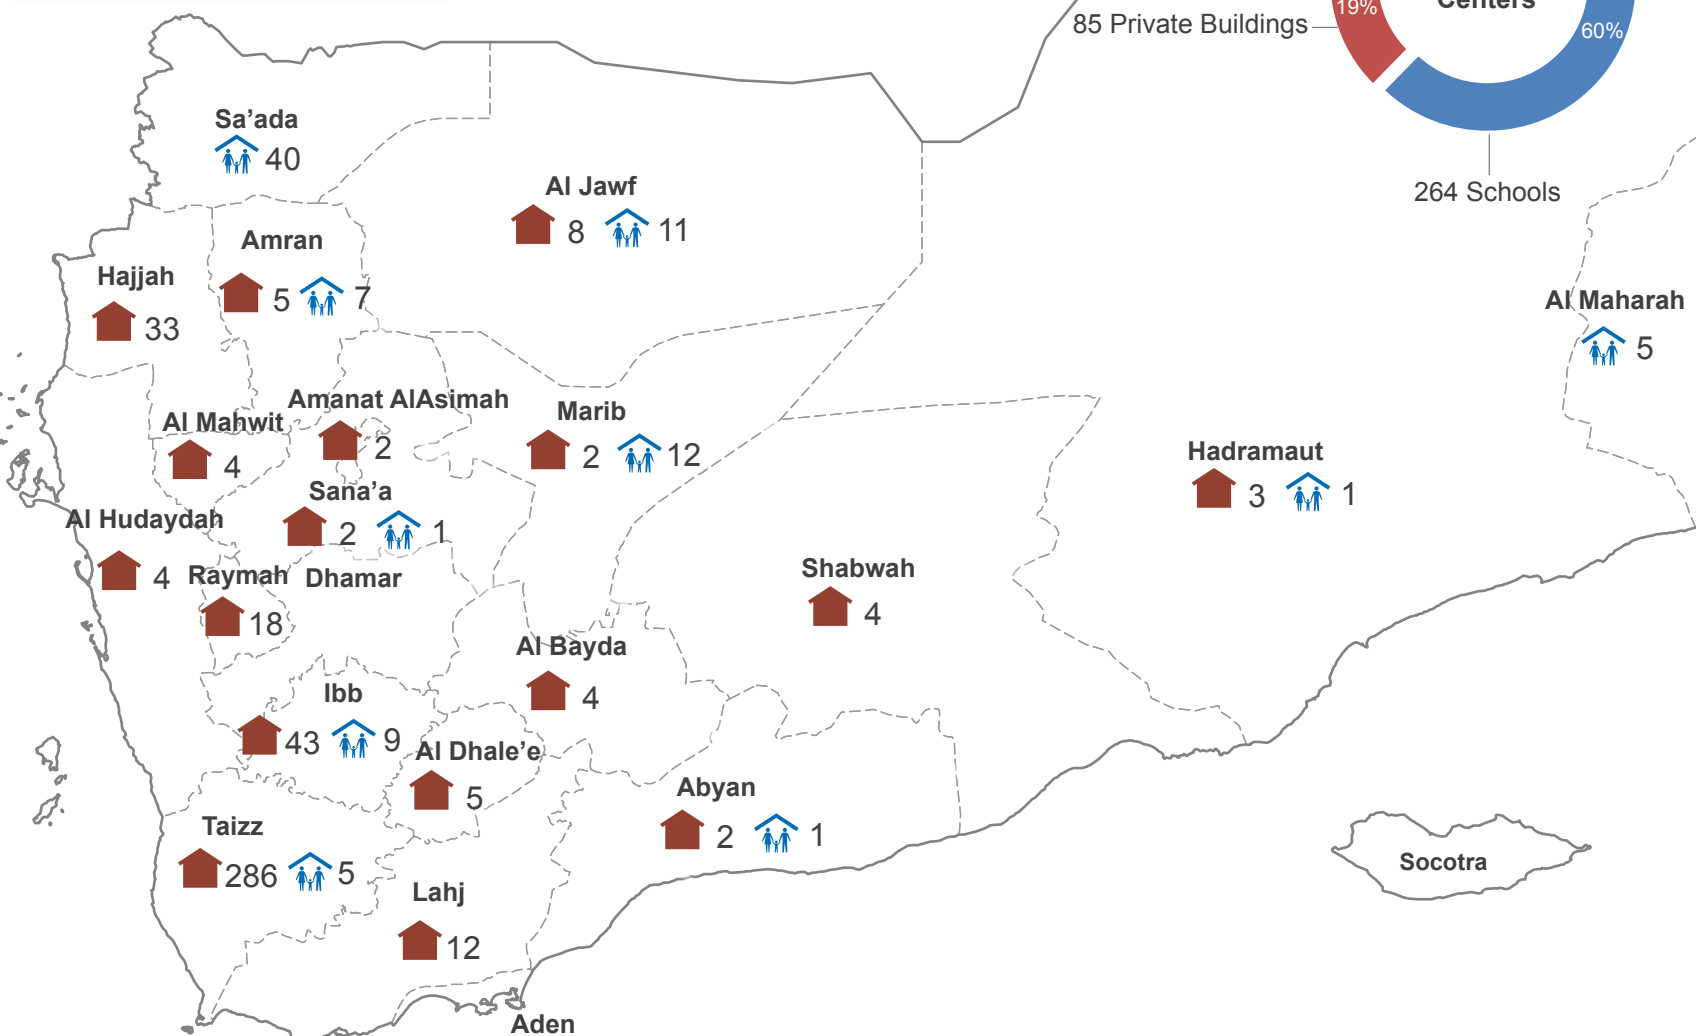 Centers
19%
85 Private Buildings
60%
264 Schools
Sa’ada
40
Al Jawf
8 11
Amran
5 7
Hajjah
33
Al Maharah
5
Amanat AlAsimah
2
Al Mahwit
4
Marib
2 12
Hadramaut
3 1
Sana’a
2 1
Al Hudaydah
4
Raymah
18
Dhamar
Shabwah
4
Al Bayda
4
Ibb
43 9
Al Dhale’e
5
Abyan
2 1
Taizz
286 5
Socotra
Lahj
12
Aden